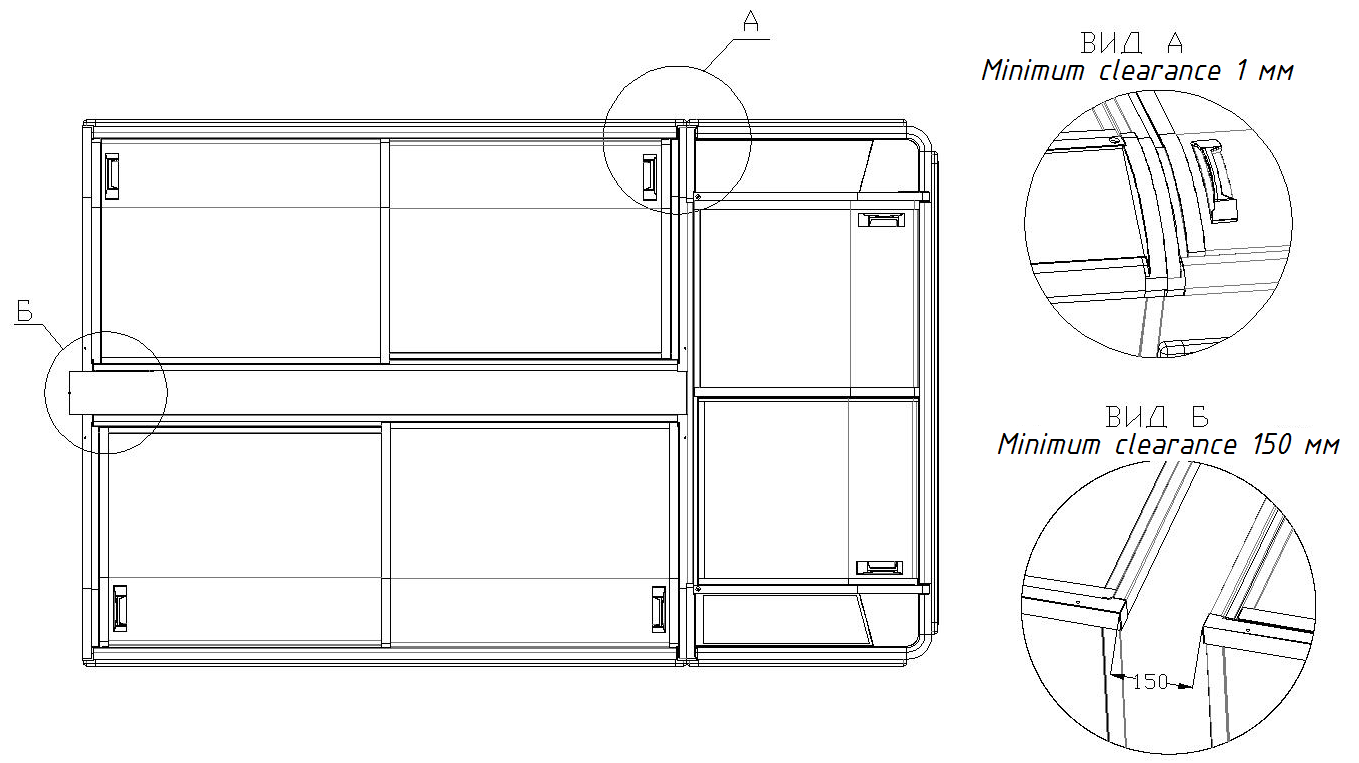 А
ВИД А
Minimum clearance 1 мм
Б
ВИД Б
Minimum clearance 150 мм
150